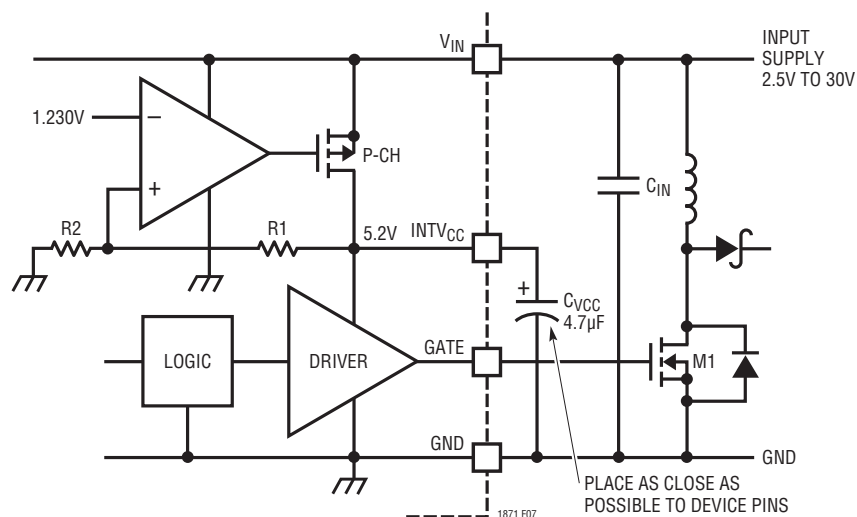 V_IN
INPUT
SUPPLY
2.5V TO 30V
1.230V
−
P-CH
+
C_IN
R2
R1
5.2V
INTV_CC
+
C_VCC
4.7µF
LOGIC
DRIVER
GATE
M1
GND
GND
PLACE AS CLOSE AS
POSSIBLE TO DEVICE PINS
1871 F07